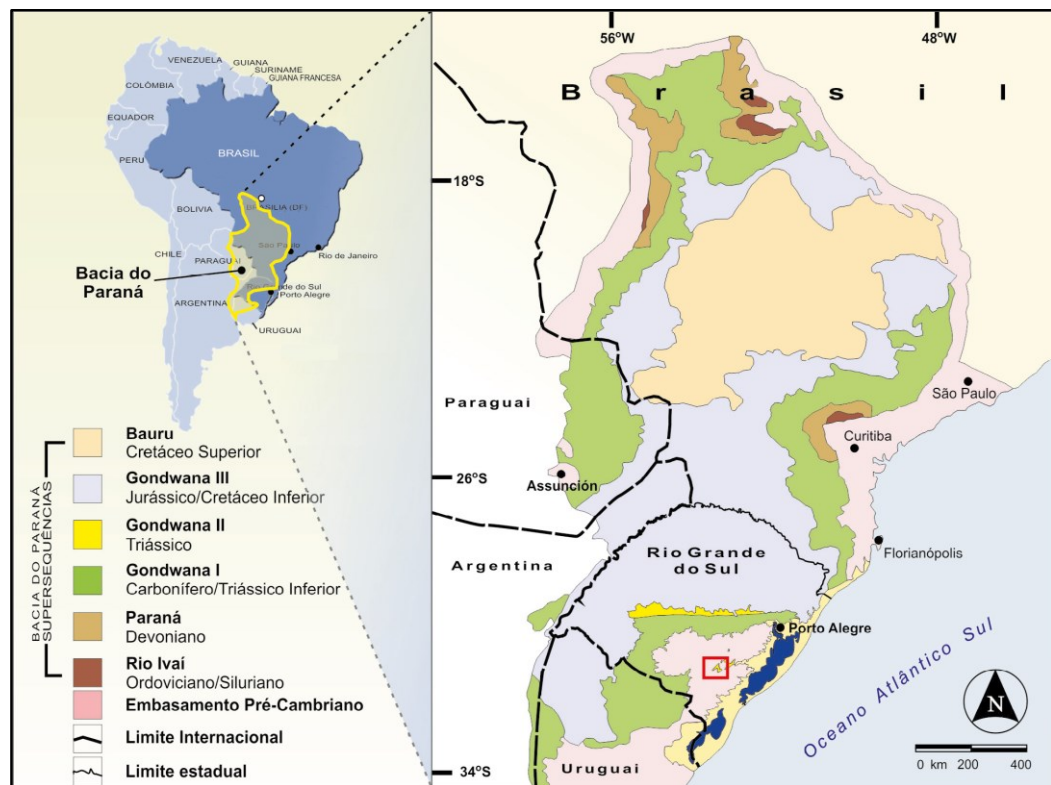 VENEZUELA
GUIANA
SURINAME
GUIANA FRANCESA
COLÔMBIA
EQUADOR
PERU
BRASIL
BOLIVIA
BRASÍLIA (DF)
São Paulo
Rio de Janeiro
CHILE
PARAGUAI
Bacia do
Paraná
Rio Grande do Sul
Porto Alegre
ARGENTINA
URUGUAI
BACIA DO PARANÁ
SUPERSEQUÊNCIAS
Bauru
Cretáceo Superior
Gondwana III
Jurássico/Cretáceo Inferior
Gondwana II
Triássico
Gondwana I
Carbonífero/Triássico Inferior
Paraná
Devoniano
Rio Ivaí
Ordoviciano/Siluriano
Embasamento Pré-Cambriano
Limite Internacional
Limite estadual
56ºW
48ºW
Brasil
18ºS
Paraguai
São Paulo
Curitiba
26ºS
Assunción
Florianópolis
Rio Grande
do Sul
Argentina
Porto Alegre
Oceano Atlântico Sul
N
0 km 200 400
34ºS
Uruguai